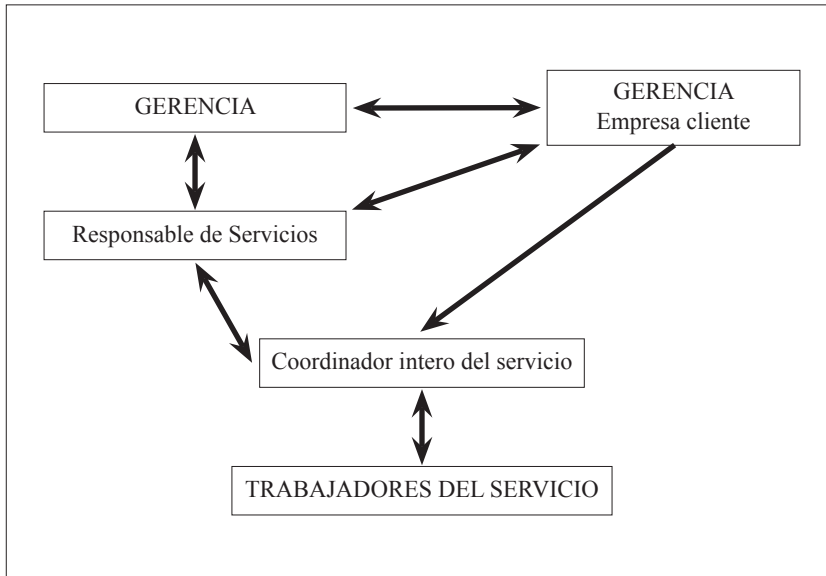 GERENCIA
GERENCIA
Empresa cliente
Responsable de Servicios
Coordinador intero del servicio
TRABAJADORES DEL SERVICIO